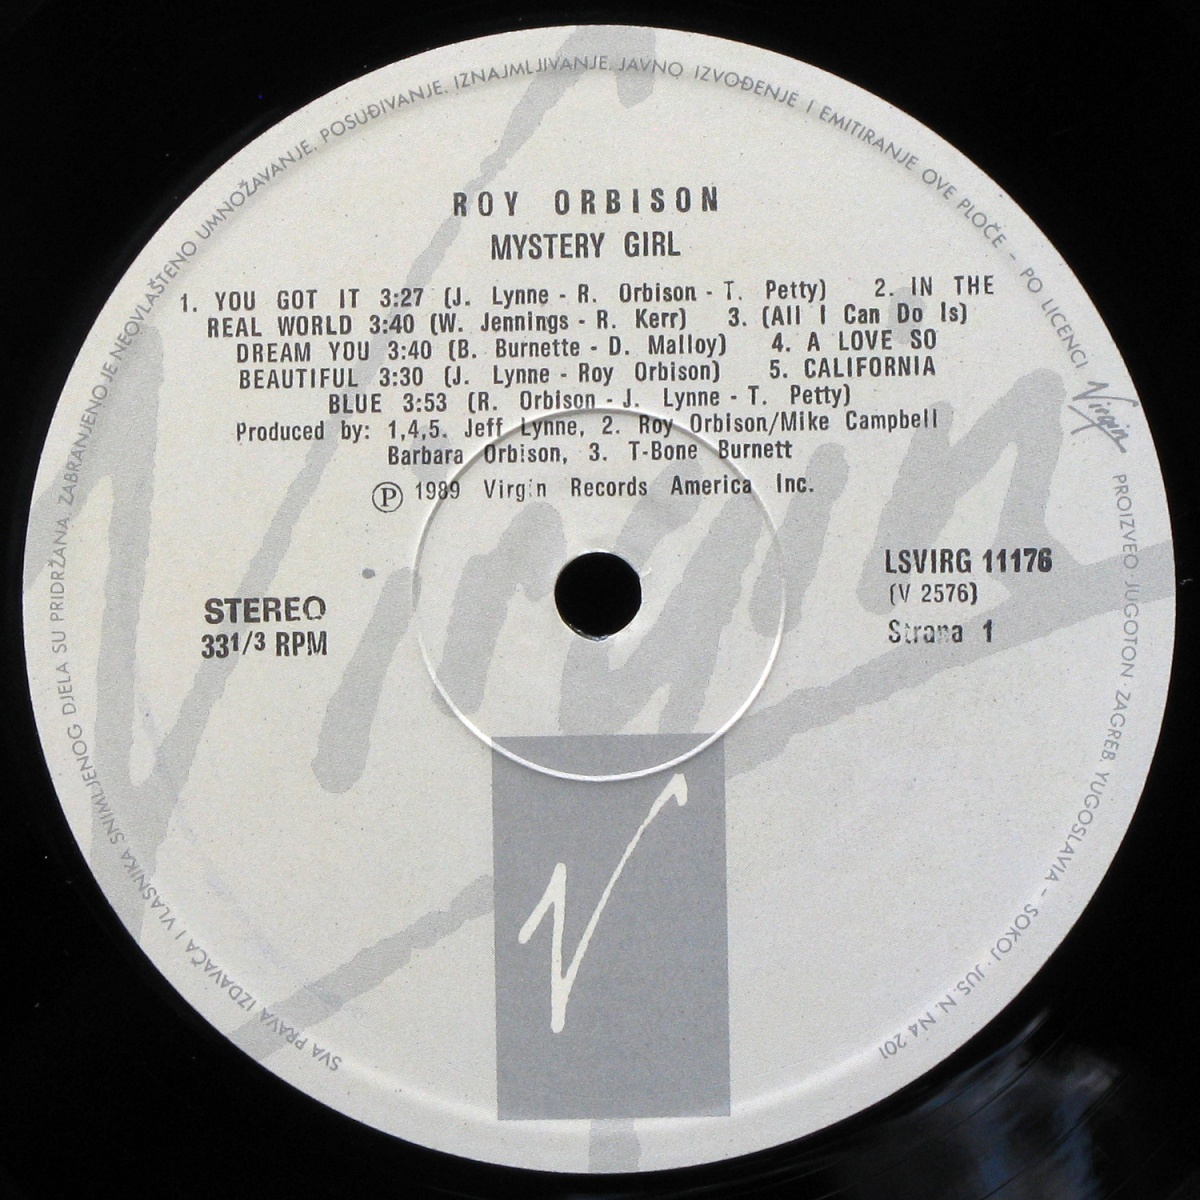 SVA PRAVA IZDAVAČA I VLASNIKA SNIMLJENOG DJELA SU PRIDRŽANA. ZABRANJENO JE NEOVLAŠTENO UMNOŽAVANJE, POSUĐIVANJE, IZNAJMLJIVANJE, JAVNO IZVOĐENJE I EMITIRANJE OVE PLOČE – PO LICENCI Virgin PROIZVEO JUGOTON · ZAGREB, YUGOSLAVIA – SOKOJ · JUS. N. N4 201
ROY ORBISON
MYSTERY GIRL
1. YOU GOT IT 3:27 (J. Lynne - R. Orbison - T. Petty) 2. IN THE
REAL WORLD 3:40 (W. Jennings - R. Kerr) 3. (All I Can Do Is)
DREAM YOU 3:40 (B. Burnette - D. Malloy) 4. A LOVE SO
BEAUTIFUL 3:30 (J. Lynne - Roy Orbison) 5. CALIFORNIA
BLUE 3:53 (R. Orbison - J. Lynne - T. Petty)
Produced by: 1,4,5. Jeff Lynne, 2. Roy Orbison/Mike Campbell
Barbara Orbison, 3. T-Bone Burnett
Ⓟ 1989 Virgin Records America Inc.
LSVIRG 11176
(V 2576)
Strana 1
STEREO
33 1/3 RPM
Virgin
V